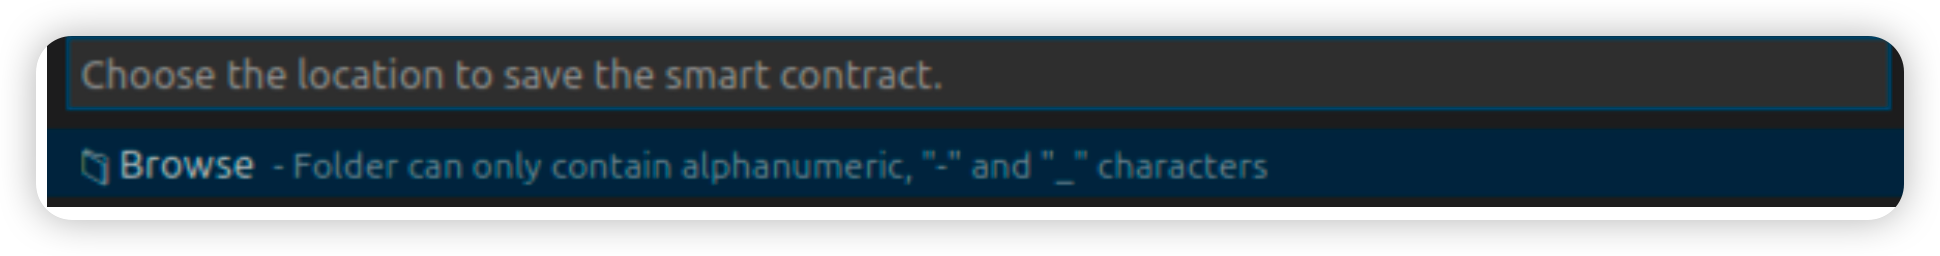 Choose the location to save the smart contract.
Browse - Folder can only contain alphanumeric, "-" and "_" characters